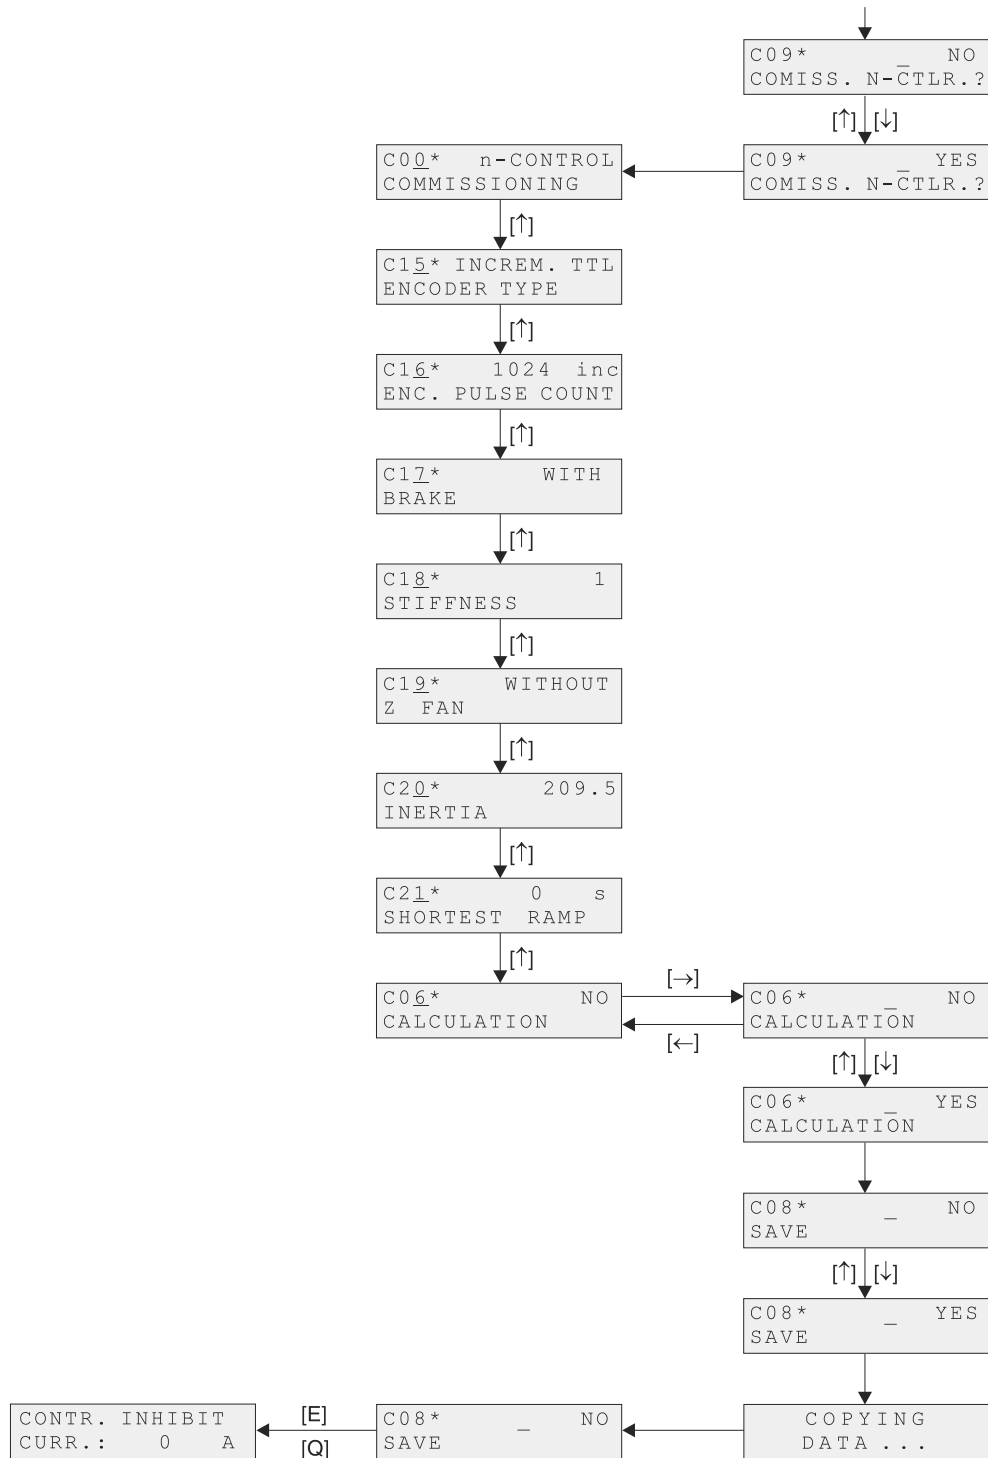 C09* _ NO
COMISS. N-CTLR.?
[↑] [↓]
C00* n-CONTROL
COMMISSIONING
C09* _ YES
COMISS. N-CTLR.?
[↑]
C15* INCREM. TTL
ENCODER TYPE
[↑]
C16* 1024 inc
ENC. PULSE COUNT
[↑]
C17* WITH
BRAKE
[↑]
C18* 1
STIFFNESS
[↑]
C19* WITHOUT
Z FAN
[↑]
C20* 209.5
INERTIA
[↑]
C21* 0 s
SHORTEST RAMP
[↑]
C06* NO
CALCULATION
[→]
[←]
C06* _ NO
CALCULATION
[↑] [↓]
C06* _ YES
CALCULATION
C08* _ NO
SAVE
[↑] [↓]
C08* _ YES
SAVE
CONTR. INHIBIT
CURR.: 0 A
[E]
[Q]
C08* _ NO
SAVE
COPYING
DATA ...